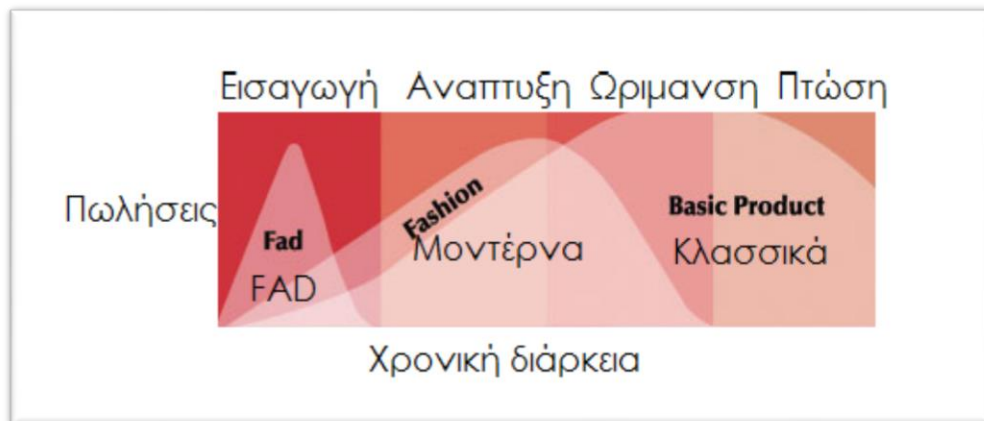 Εισαγωγή Αναπτυξη Ωριμανση Πτώση
Πωλήσεις
Fad
FAD
Fashion
Μοντέρνα
Basic Product
Κλασσικά
Χρονική διάρκεια